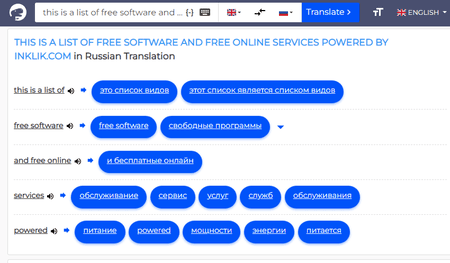 this is a list of free software and ... {-} Translate > тT ENGLISH
THIS IS A LIST OF FREE SOFTWARE AND FREE ONLINE SERVICES POWERED BY
INKLIK.COM in Russian Translation
this is a list of это список видов этот список является списком видов
free software free software свободные программы
and free online и бесплатные онлайн
services обслуживание сервис услуг служб обслуживания
powered питание powered мощности энергии питается